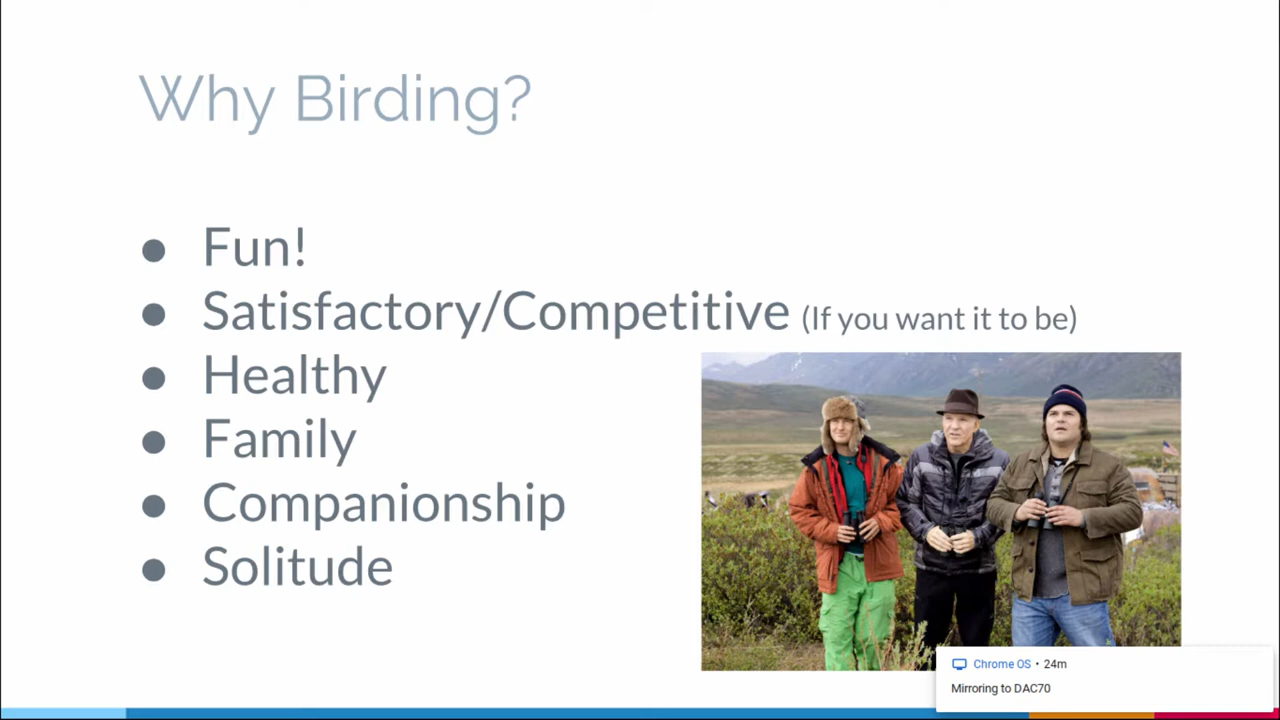 Why Birding?
● Fun!
● Satisfactory/Competitive (If you want it to be)
● Healthy
● Family
● Companionship
● Solitude
Chrome OS • 24m
Mirroring to DAC70